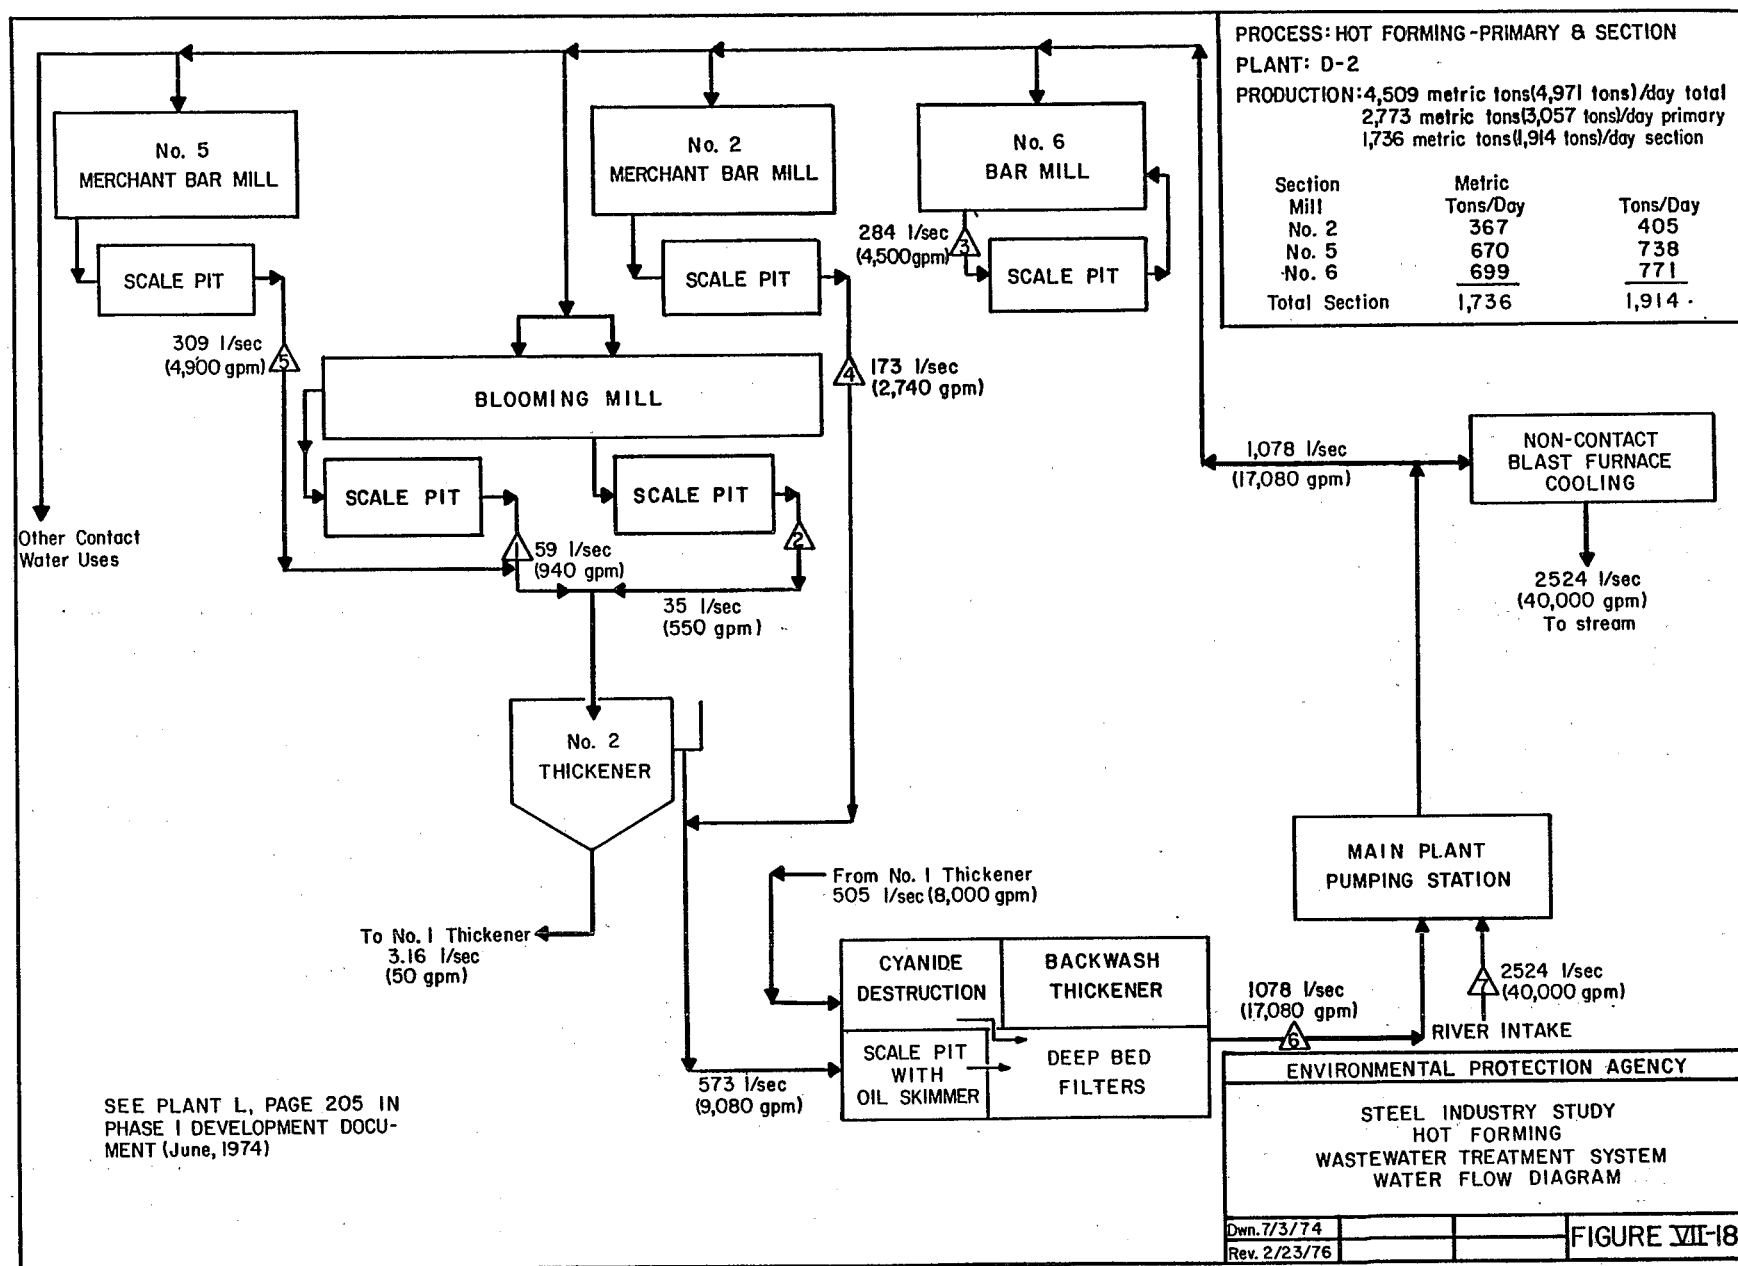 PROCESS: HOT FORMING-PRIMARY & SECTION
PLANT: D-2
PRODUCTION: 4,509 metric tons(4,971 tons)/day total
2,773 metric tons(3,057 tons)/day primary
1,736 metric tons(1,914 tons)/day section
Section Mill Metric Tons/Day Tons/Day
No. 2 367 405
No. 5 670 738
No. 6 699 771
Total Section 1,736 1,914
No. 5
MERCHANT BAR MILL
No. 2
MERCHANT BAR MILL
No. 6
BAR MILL
284 l/sec
(4,500gpm)
3
SCALE PIT
SCALE PIT
SCALE PIT
309 l/sec
(4,900 gpm)
5
4
173 l/sec
(2,740 gpm)
BLOOMING MILL
SCALE PIT
SCALE PIT
1,078 l/sec
(17,080 gpm)
NON-CONTACT
BLAST FURNACE
COOLING
Other Contact
Water Uses
59 l/sec
(940 gpm)
2
35 l/sec
(550 gpm)
2524 l/sec
(40,000 gpm)
To stream
No. 2
THICKENER
MAIN PLANT
PUMPING STATION
From No. 1 Thickener
505 l/sec (8,000 gpm)
To No. 1 Thickener
3.16 l/sec
(50 gpm)
CYANIDE
DESTRUCTION
BACKWASH
THICKENER
SCALE PIT
WITH
OIL SKIMMER
DEEP BED
FILTERS
573 l/sec
(9,080 gpm)
1078 l/sec
(17,080 gpm)
6
7
2524 l/sec
(40,000 gpm)
RIVER INTAKE
SEE PLANT L, PAGE 205 IN
PHASE I DEVELOPMENT DOCU-
MENT (June, 1974)
ENVIRONMENTAL PROTECTION AGENCY
STEEL INDUSTRY STUDY
HOT FORMING
WASTEWATER TREATMENT SYSTEM
WATER FLOW DIAGRAM
Dwn. 7/3/74
Rev. 2/23/76
FIGURE VII-18